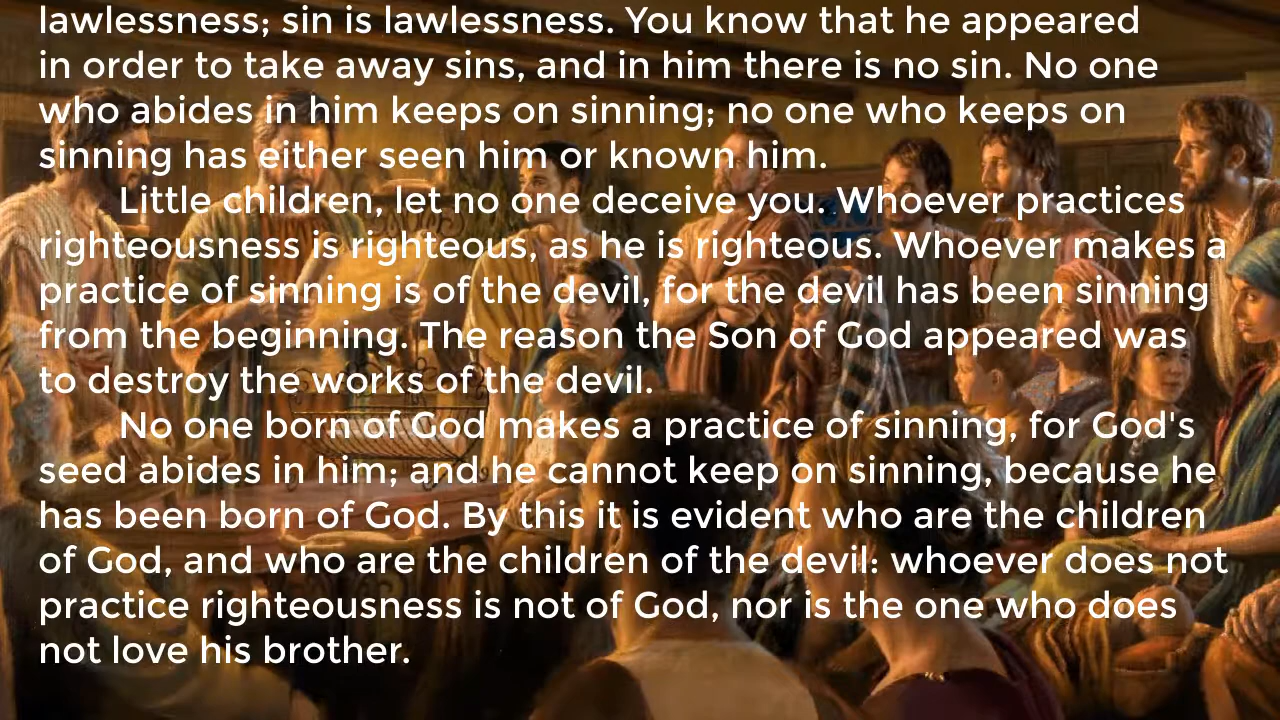 lawlessness; sin is lawlessness. You know that he appeared
in order to take away sins, and in him there is no sin. No one
who abides in him keeps on sinning; no one who keeps on
sinning has either seen him or known him.
Little children, let no one deceive you. Whoever practices
righteousness is righteous, as he is righteous. Whoever makes a
practice of sinning is of the devil, for the devil has been sinning
from the beginning. The reason the Son of God appeared was
to destroy the works of the devil.
No one born of God makes a practice of sinning, for God's
seed abides in him; and he cannot keep on sinning, because he
has been born of God. By this it is evident who are the children
of God, and who are the children of the devil: whoever does not
practice righteousness is not of God, nor is the one who does
not love his brother.